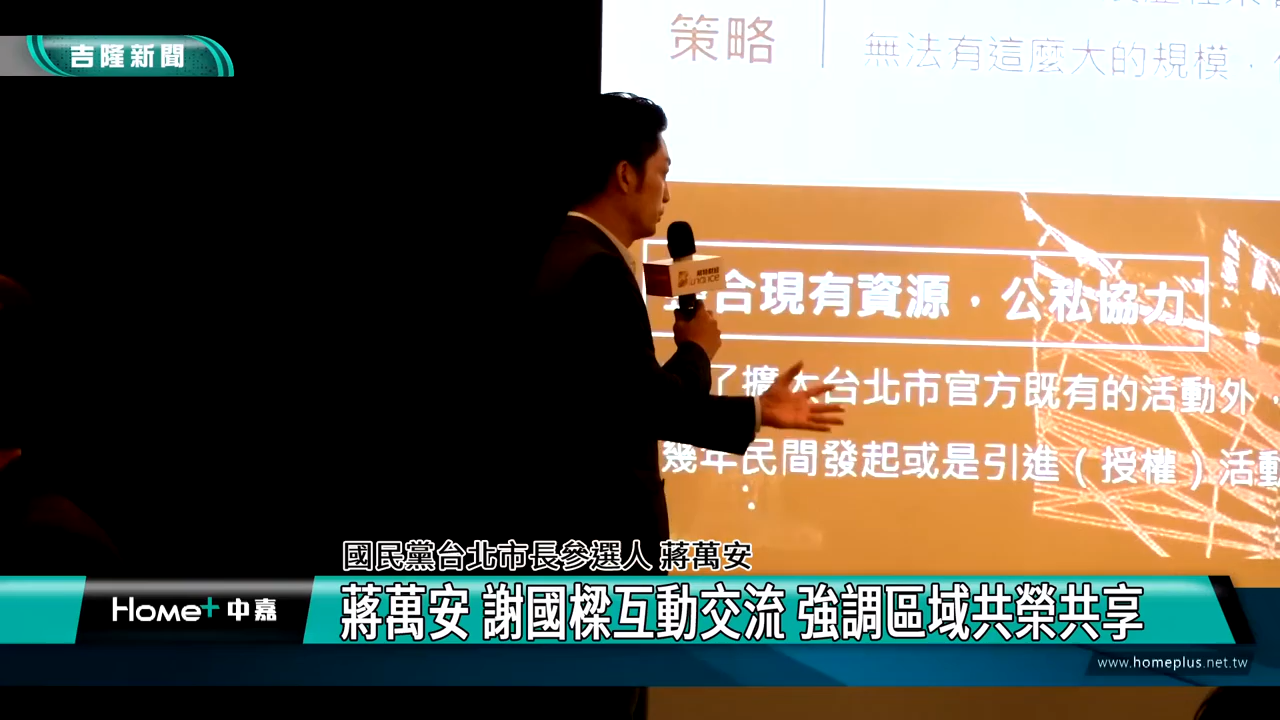 吉隆新聞
策略
無法有這麼大的規模，
合現有資源，公私協力
了擴大台北市官方既有的活動外，
幾年民間發起或是引進（授權）活動
國民黨台北市長參選人 蔣萬安
Home+中嘉
蔣萬安 謝國樑互動交流 強調區域共榮共享
www.homeplus.net.tw